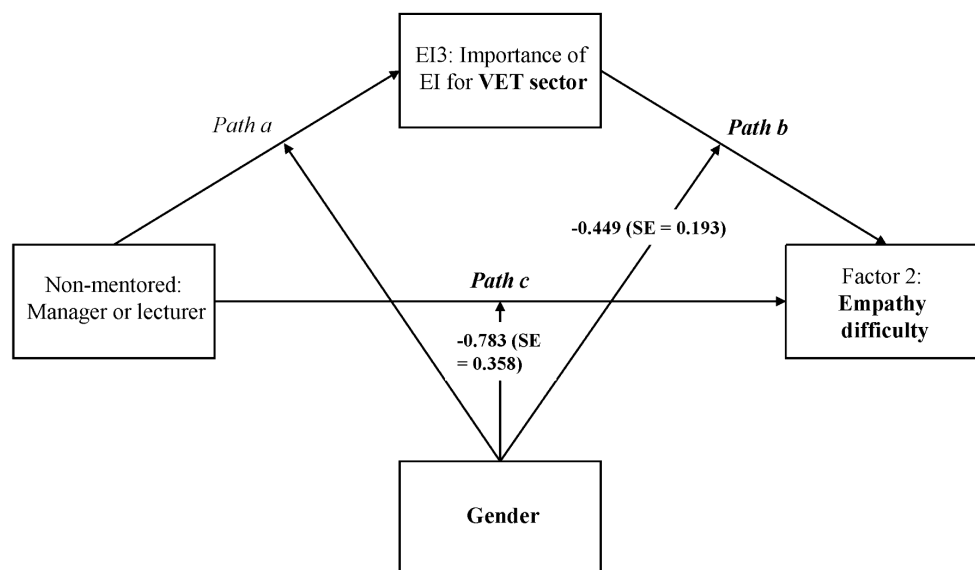 EI3: Importance of
EI for VET sector
Path a
Path b
-0.449 (SE = 0.193)
Non-mentored:
Manager or lecturer
Path c
Factor 2:
Empathy
difficulty
-0.783 (SE
= 0.358)
Gender